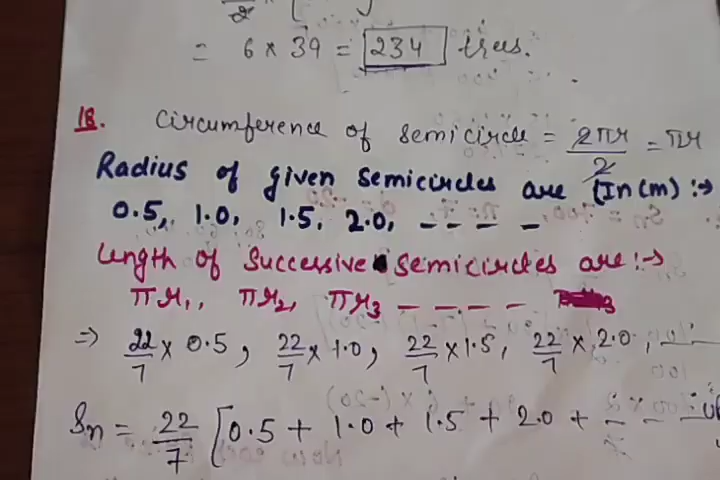 2
= 6 × 39 = 234 trees.
18. Circumference of semicircle = 2πr/2 = πr
Radius of given semicircles are (In cm) :→
0.5, 1.0, 1.5, 2.0, – – – –
Length of Successive semicircles are :→
πr₁, πr₂, πr₃ – – – –
⇒ 22/7 × 0.5, 22/7 × 1.0, 22/7 × 1.5, 22/7 × 2.0, ——
Sn = 22/7 [0.5 + 1.0 + 1.5 + 2.0 + – – –